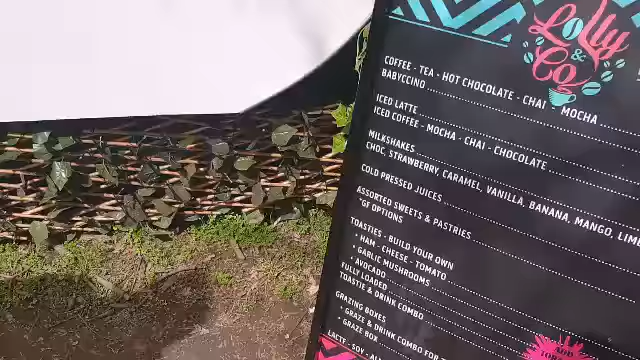 Lolly
&
Co
COFFEE - TEA - HOT CHOCOLATE - CHAI - MOCHA
BABYCCINO
ICED LATTE
ICED COFFEE - MOCHA - CHAI - CHOCOLATE
MILKSHAKES
CHOC, STRAWBERRY, CARAMEL, VANILLA, BANANA, MANGO, LIM
COLD PRESSED JUICES
ASSORTED SWEETS & PASTRIES
*GF OPTIONS
TOASTIES - BUILD YOUR OWN
• HAM - CHEESE - TOMATO
• GARLIC MUSHROOMS
• AVOCADO
FULLY LOADED
TOASTIE & DRINK COMBO
GRAZING BOXES
• GRAZE & DRINK COMBO FOR
• GRAZE BOX
SOY